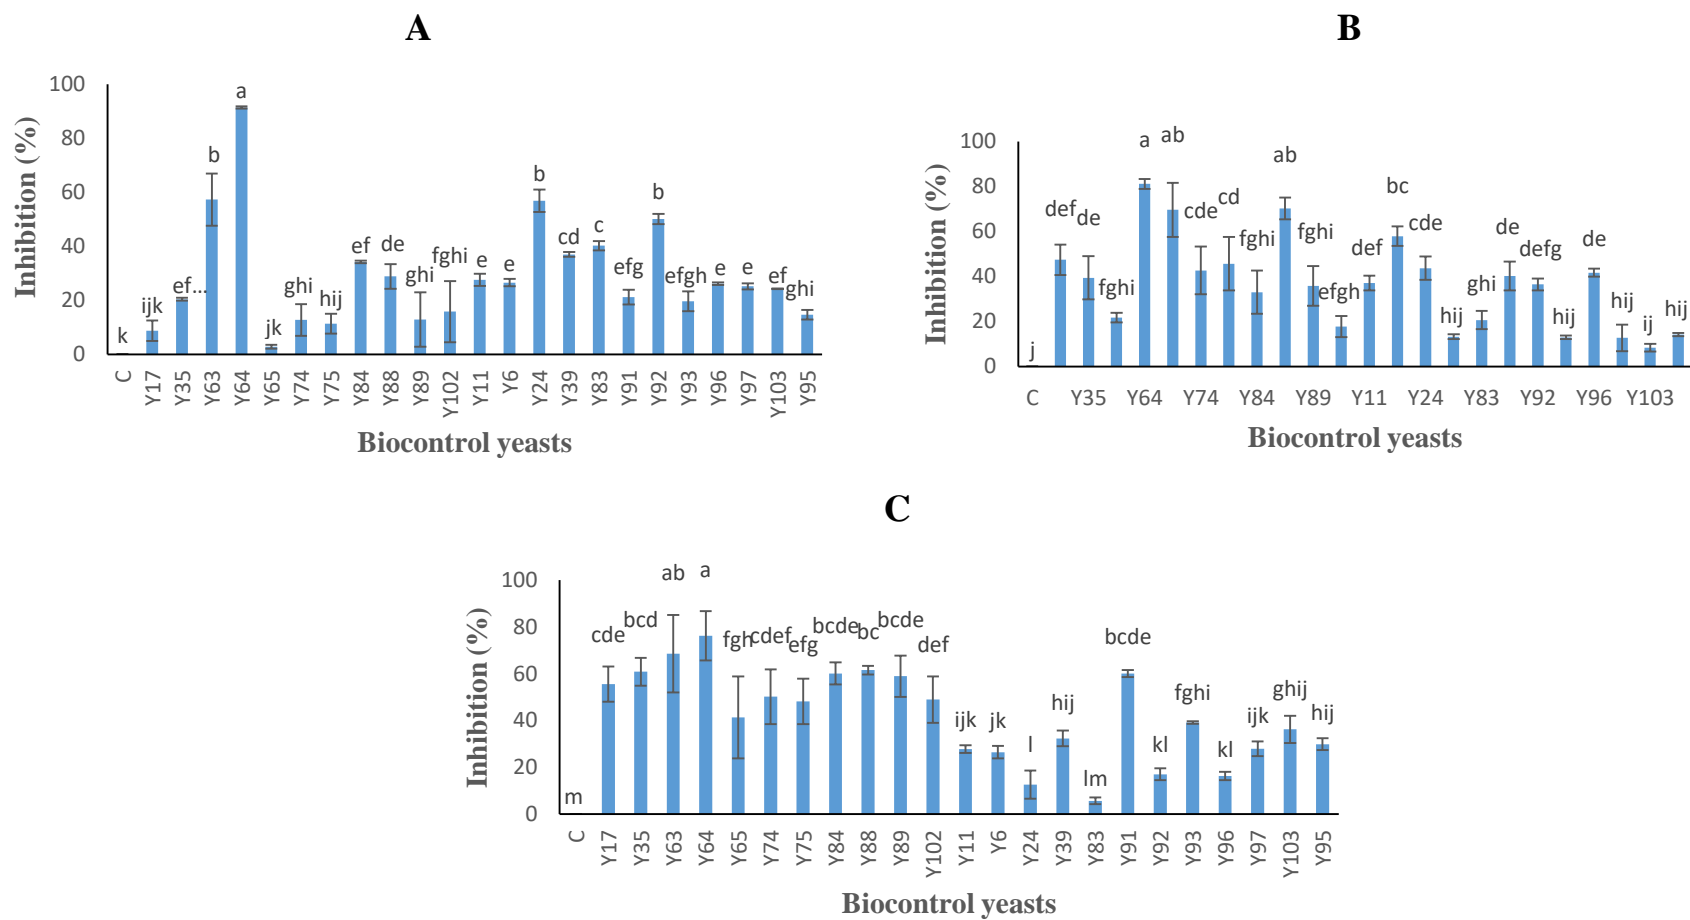 A
Inhibition (%)
100
80
60
40
20
0
k
ijk
ef...
b
a
jk
ghi
hij
ef
de
ghi
fghi
e
e
b
cd
c
efg
b
efgh
e
e
ef
ghi
C
Y17
Y35
Y63
Y64
Y65
Y74
Y75
Y84
Y88
Y89
Y102
Y11
Y6
Y24
Y39
Y83
Y91
Y92
Y93
Y96
Y97
Y103
Y95
Biocontrol yeasts
B
Inhibition (%)
100
80
60
40
20
0
j
def
de
fghi
a
ab
cde
cd
fghi
ab
fghi
efgh
def
bc
cde
hij
ghi
de
defg
hij
de
hij
ij
hij
C
Y35
Y64
Y74
Y84
Y89
Y11
Y24
Y83
Y92
Y96
Y103
Biocontrol yeasts
C
Inhibition (%)
100
80
60
40
20
0
m
cde
bcd
ab
a
fgh
cdef
efg
bcde
bc
bcde
def
ijk
jk
l
hij
lm
bcde
kl
fghi
kl
ijk
ghij
hij
C
Y17
Y35
Y63
Y64
Y65
Y74
Y75
Y84
Y88
Y89
Y102
Y11
Y6
Y24
Y39
Y83
Y91
Y92
Y93
Y96
Y97
Y103
Y95
Biocontrol yeasts